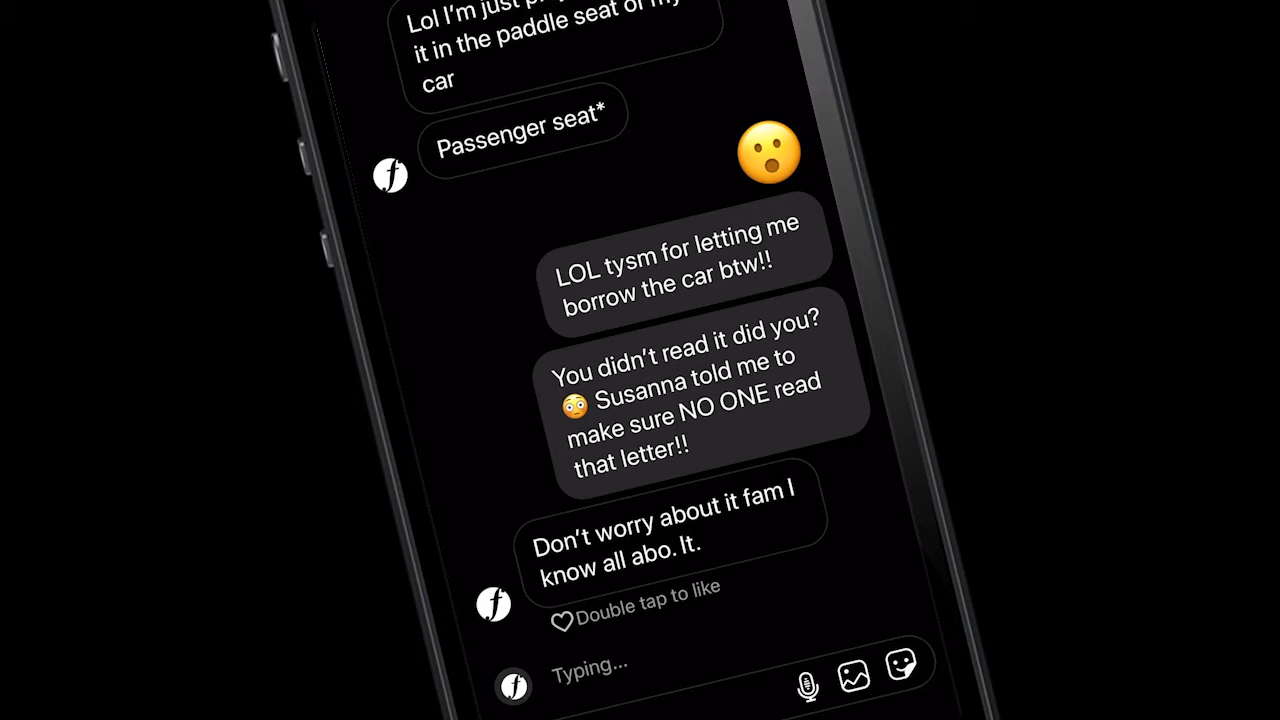 Lol I'm just
it in the paddle seat of my
car
Passenger seat*
LOL tysm for letting me
borrow the car btw!!
You didn't read it did you?
😳 Susanna told me to
make sure NO ONE read
that letter!!
Don't worry about it fam I
know all abo. It.
Double tap to like
Typing...